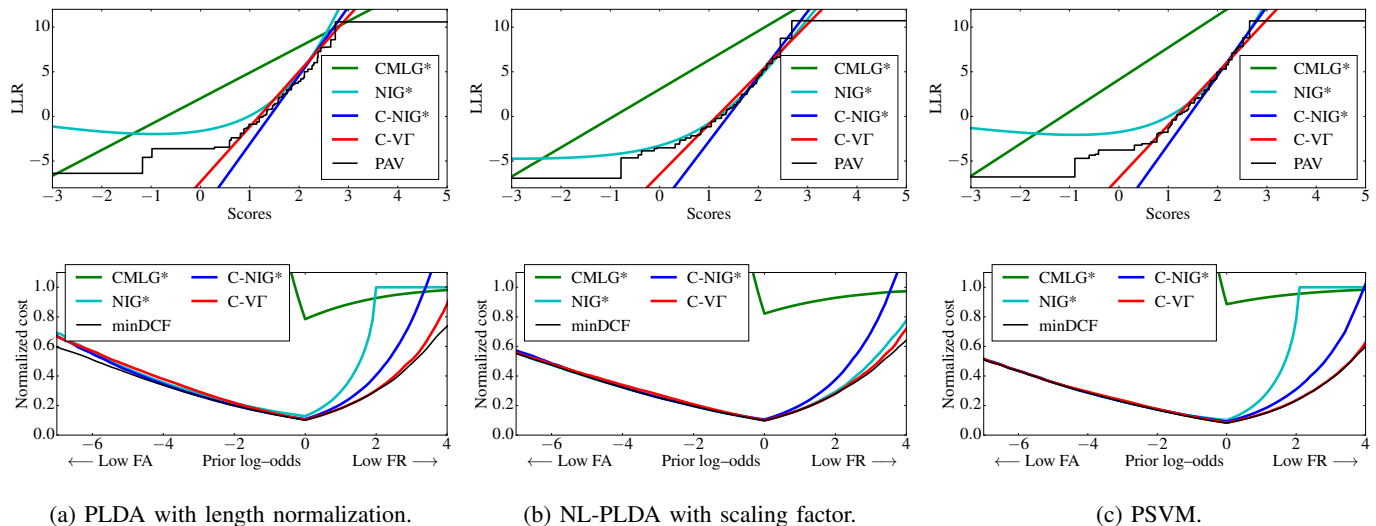 10
5
0
−5
LLR
−3 −2 −1 0 1 2 3 4 5
Scores
CMLG*
NIG*
C-NIG*
C-VΓ
PAV
10
5
0
−5
LLR
−3 −2 −1 0 1 2 3 4 5
Scores
CMLG*
NIG*
C-NIG*
C-VΓ
PAV
10
5
0
−5
LLR
−3 −2 −1 0 1 2 3 4 5
Scores
CMLG*
NIG*
C-NIG*
C-VΓ
PAV
1.0
0.8
0.6
0.4
0.2
0.0
Normalized cost
CMLG* C-NIG*
NIG* C-VΓ
minDCF
−6 −4 −2 0 2 4
⟵ Low FA Prior log–odds Low FR ⟶
1.0
0.8
0.6
0.4
0.2
0.0
Normalized cost
CMLG* C-NIG*
NIG* C-VΓ
minDCF
−6 −4 −2 0 2 4
⟵ Low FA Prior log–odds Low FR ⟶
1.0
0.8
0.6
0.4
0.2
0.0
Normalized cost
CMLG* C-NIG*
NIG* C-VΓ
minDCF
−6 −4 −2 0 2 4
⟵ Low FA Prior log–odds Low FR ⟶
(a) PLDA with length normalization.
(b) NL-PLDA with scaling factor.
(c) PSVM.